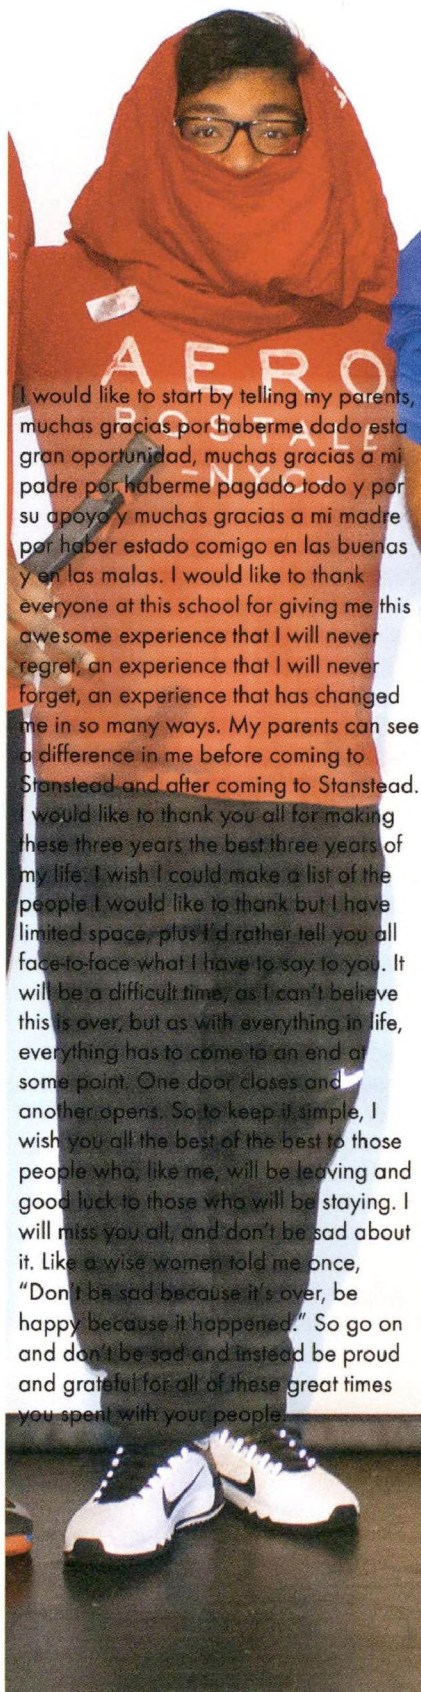 AERO
POSTALE
-NYC-
I would like to start by telling my parents,
muchas gracias por haberme dado esta
gran oportunidad, muchas gracias a mi
padre por haberme pagado todo y por
su apoyo y muchas gracias a mi madre
por haber estado comigo en las buenas
y en las malas. I would like to thank
everyone at this school for giving me this
awesome experience that I will never
regret, an experience that I will never
forget, an experience that has changed
me in so many ways. My parents can see
a difference in me before coming to
Stanstead and after coming to Stanstead.
I would like to thank you all for making
these three years the best three years of
my life. I wish I could make a list of the
people I would like to thank but I have
limited space, plus I'd rather tell you all
face-to-face what I have to say to you. It
will be a difficult time, as I can't believe
this is over, but as with everything in life,
everything has to come to an end at
some point. One door closes and
another opens. So to keep it simple, I
wish you all the best of the best to those
people who, like me, will be leaving and
good luck to those who will be staying. I
will miss you all, and don't be sad about
it. Like a wise women told me once,
"Don't be sad because it's over, be
happy because it happened." So go on
and don't be sad and instead be proud
and grateful for all of these great times
you spent with your people.